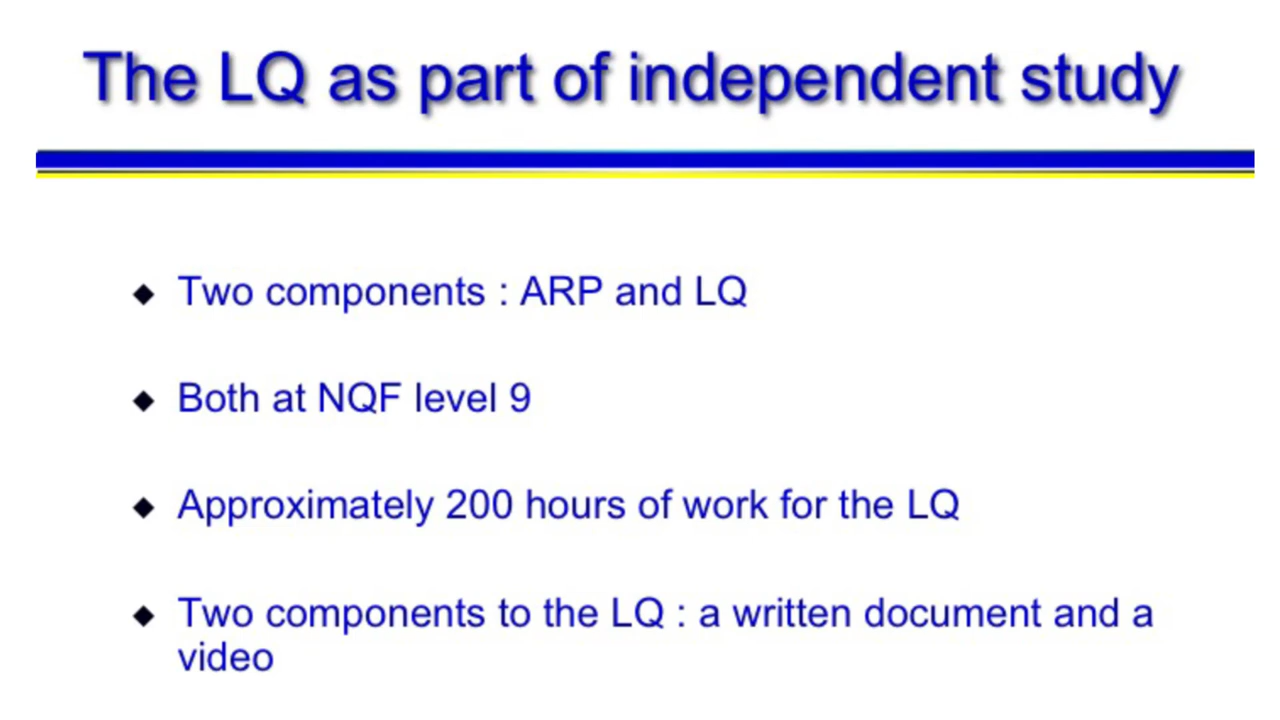 The LQ as part of independent study
Two components : ARP and LQ
Both at NQF level 9
Approximately 200 hours of work for the LQ
Two components to the LQ : a written document and a
video